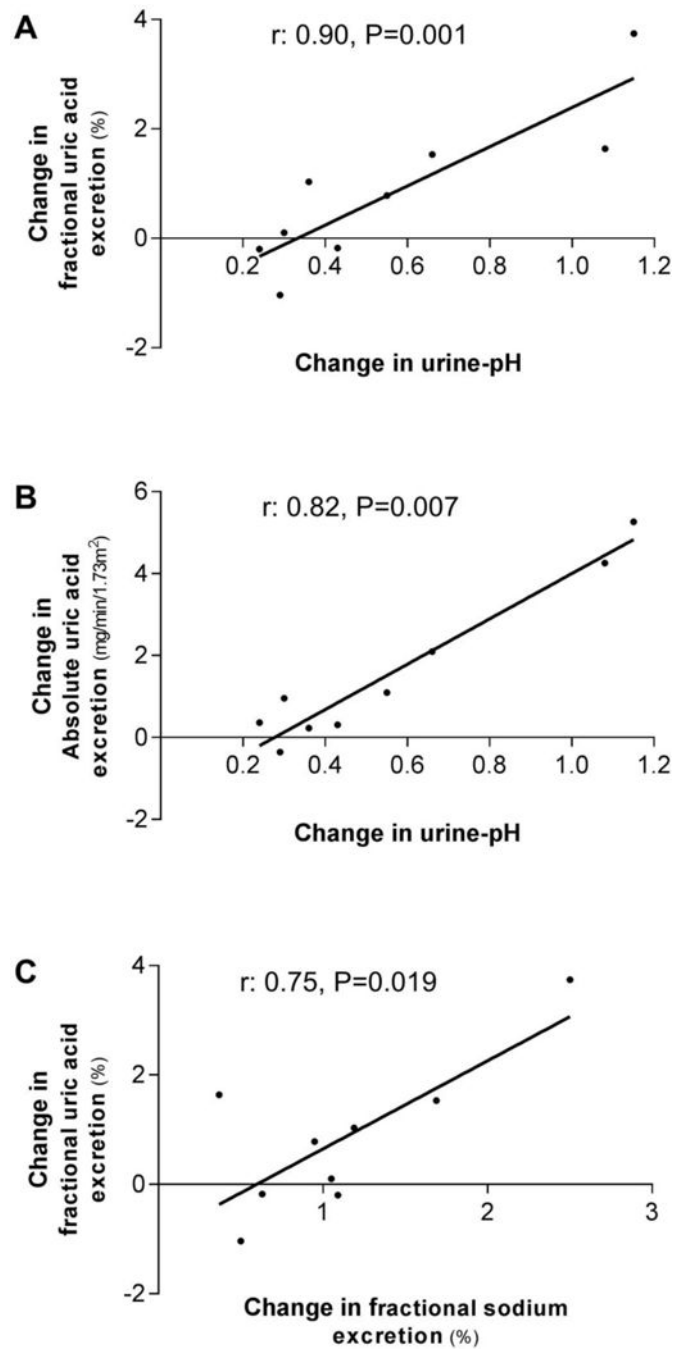 A
r: 0.90, P=0.001
Change in
fractional uric acid
excretion (%)
4
2
0
-2
0.2
0.4
0.6
0.8
1.0
1.2
Change in urine-pH
B
r: 0.82, P=0.007
Change in
Absolute uric acid
excretion (mg/min/1.73m²)
6
4
2
0
-2
0.2
0.4
0.6
0.8
1.0
1.2
Change in urine-pH
C
r: 0.75, P=0.019
Change in
fractional uric acid
excretion (%)
4
2
0
-2
1
2
3
Change in fractional sodium
excretion (%)